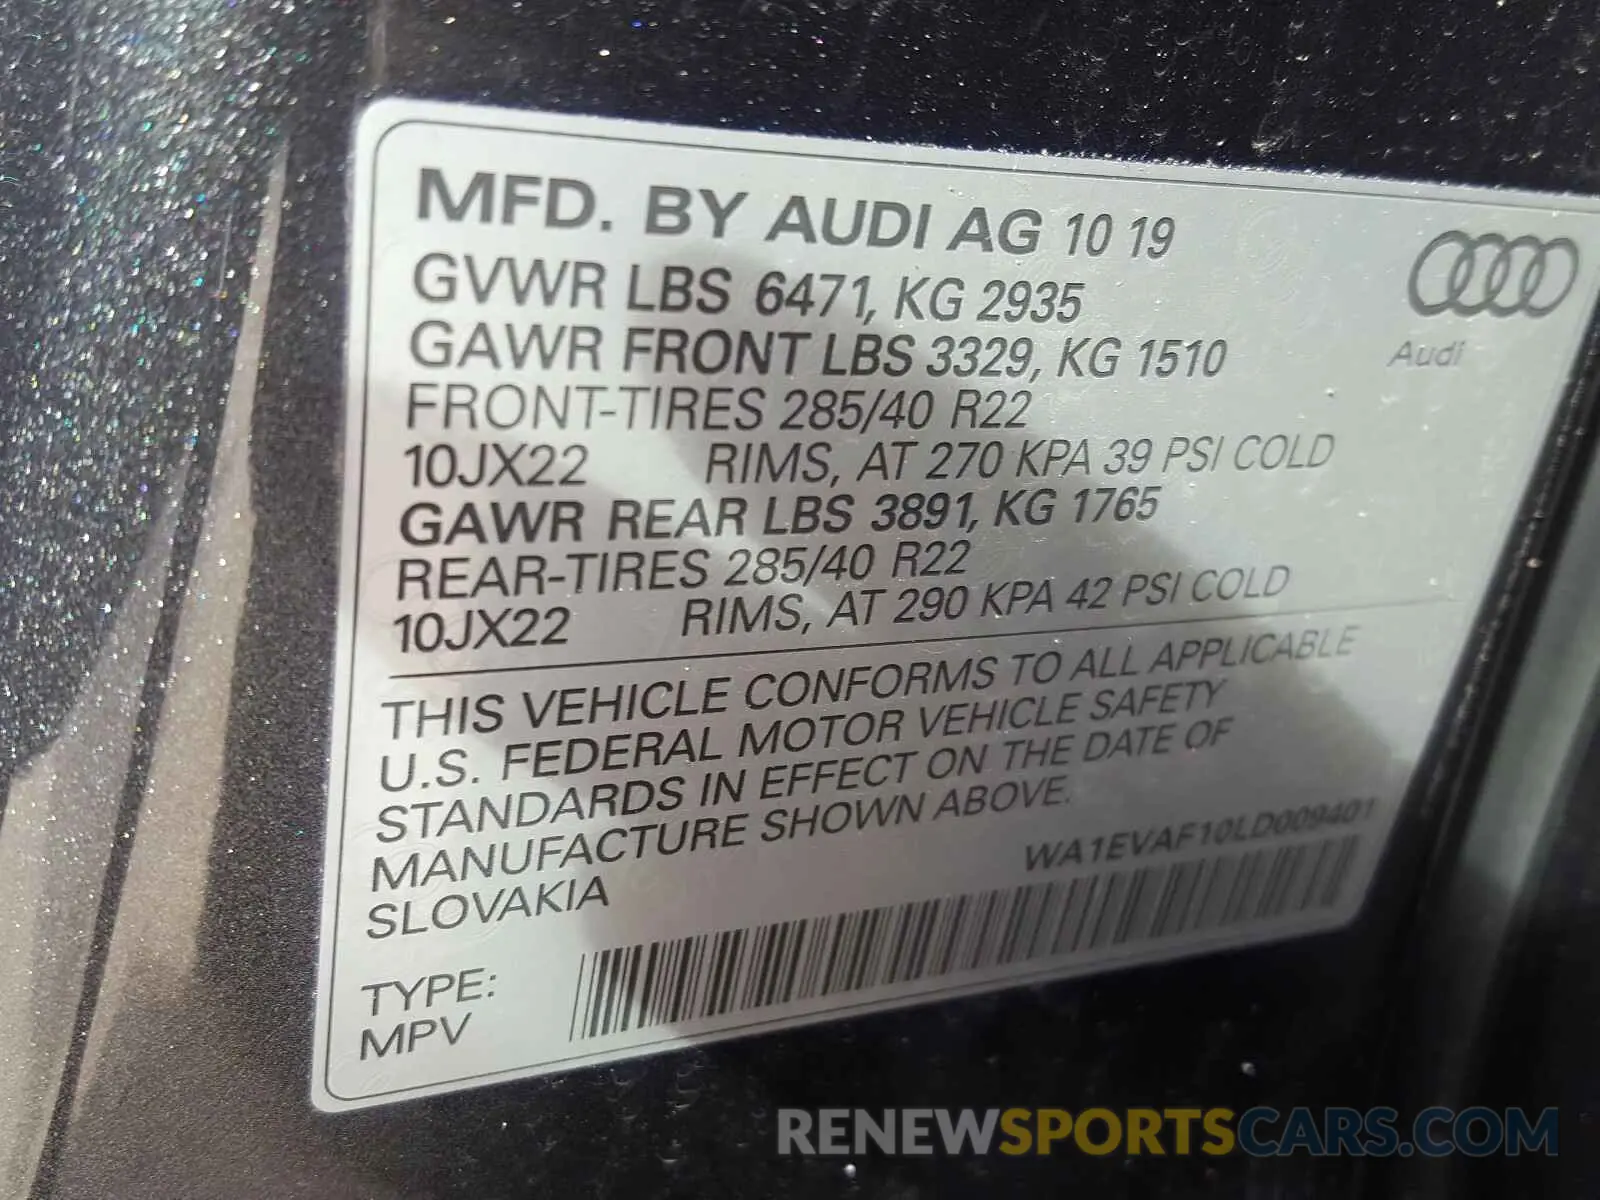 MFD. BY AUDI AG 10 19
GVWR LBS 6471, KG 2935
GAWR FRONT LBS 3329, KG 1510
FRONT-TIRES 285/40 R22
10JX22 RIMS, AT 270 KPA 39 PSI COLD
GAWR REAR LBS 3891, KG 1765
REAR-TIRES 285/40 R22
10JX22 RIMS, AT 290 KPA 42 PSI COLD
Audi
THIS VEHICLE CONFORMS TO ALL APPLICABLE
U.S. FEDERAL MOTOR VEHICLE SAFETY
STANDARDS IN EFFECT ON THE DATE OF
MANUFACTURE SHOWN ABOVE.
SLOVAKIA
WA1EVAF10LD009401
TYPE:
MPV
RENEWSPORTSCARS.COM